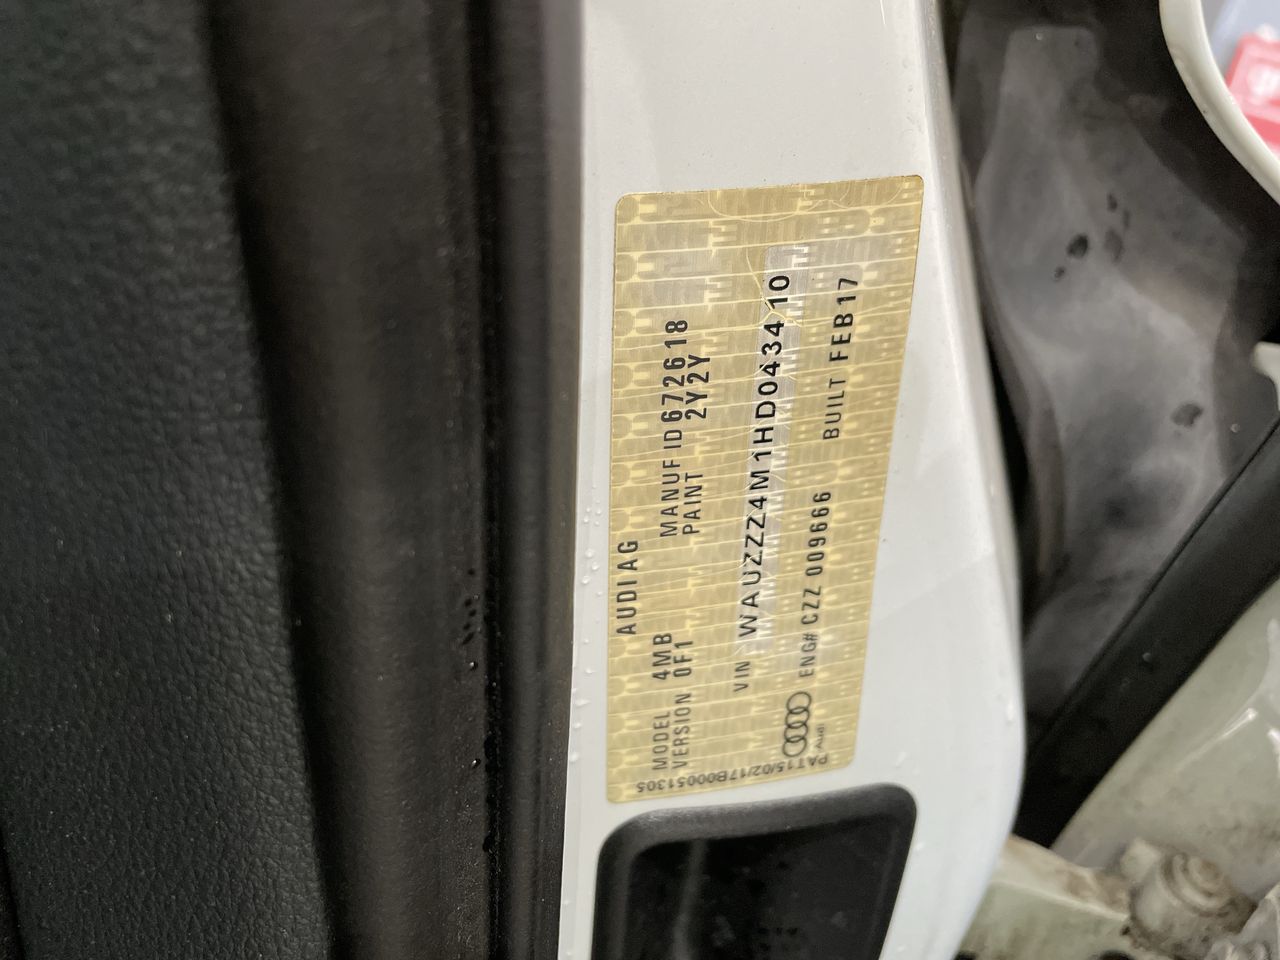 AUDI AG
MODEL 4MB MANUF ID 672618
VERSION 0F1 PAINT 2Y2Y
VIN WAUZZZ4M1HD043410
ENG# CZZ 009666 BUILT FEB17
Audi
PAT15/02/17B00051305